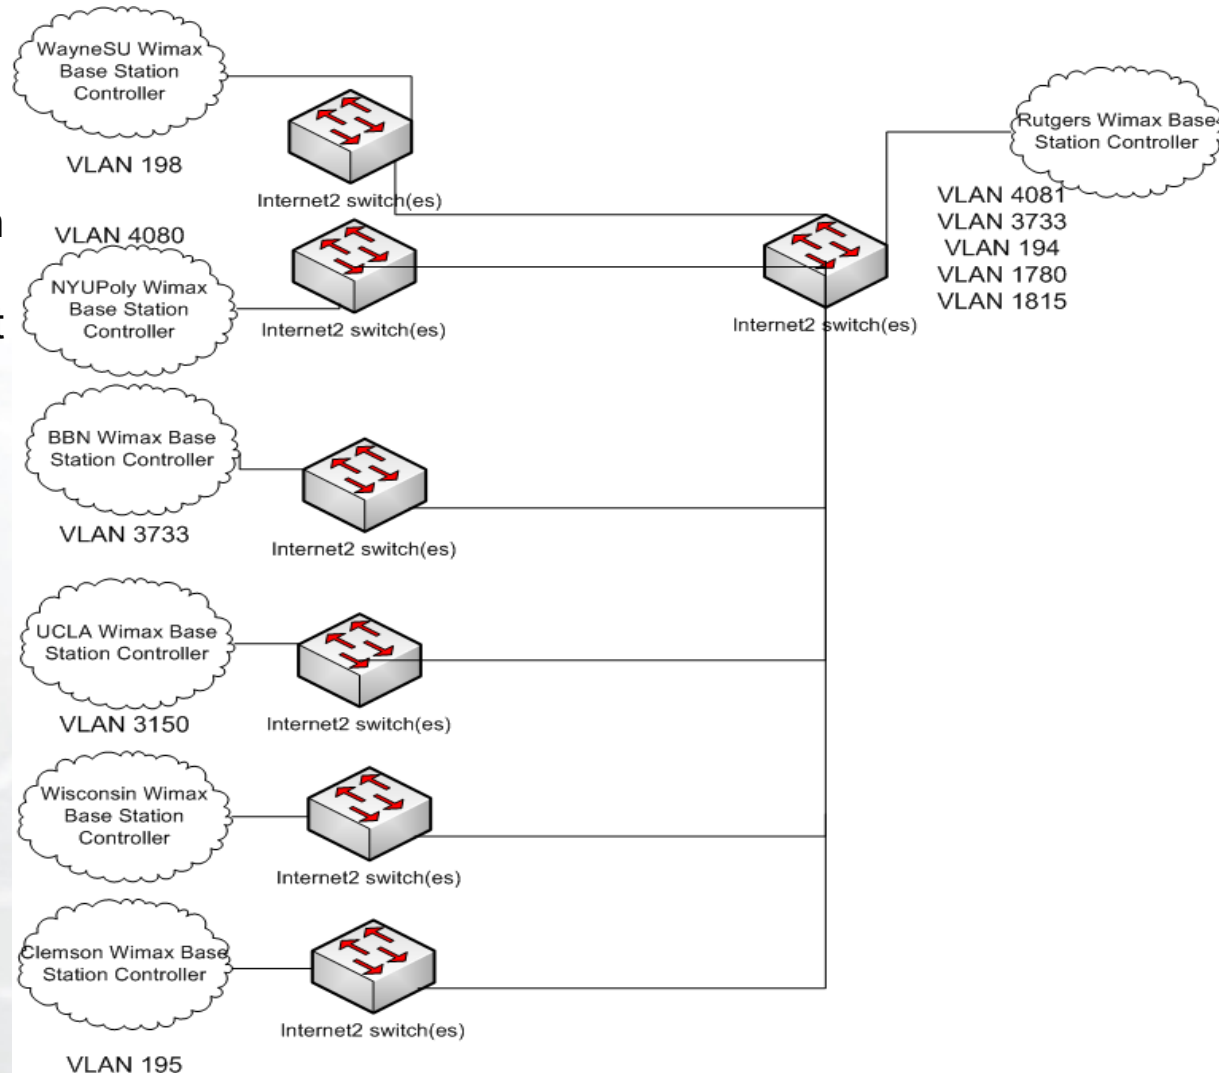 WayneSU Wimax
Base Station
Controller
VLAN 198
Internet2 switch(es)
Rutgers Wimax Base
Station Controller
VLAN 4081
VLAN 3733
VLAN 194
VLAN 1780
VLAN 1815
VLAN 4080
NYUPoly Wimax
Base Station
Controller
Internet2 switch(es)
Internet2 switch(es)
BBN Wimax Base
Station Controller
VLAN 3733
Internet2 switch(es)
UCLA Wimax Base
Station Controller
VLAN 3150
Internet2 switch(es)
Wisconsin Wimax
Base Station
Controller
Internet2 switch(es)
Clemson Wimax Base
Station Controller
Internet2 switch(es)
VLAN 195